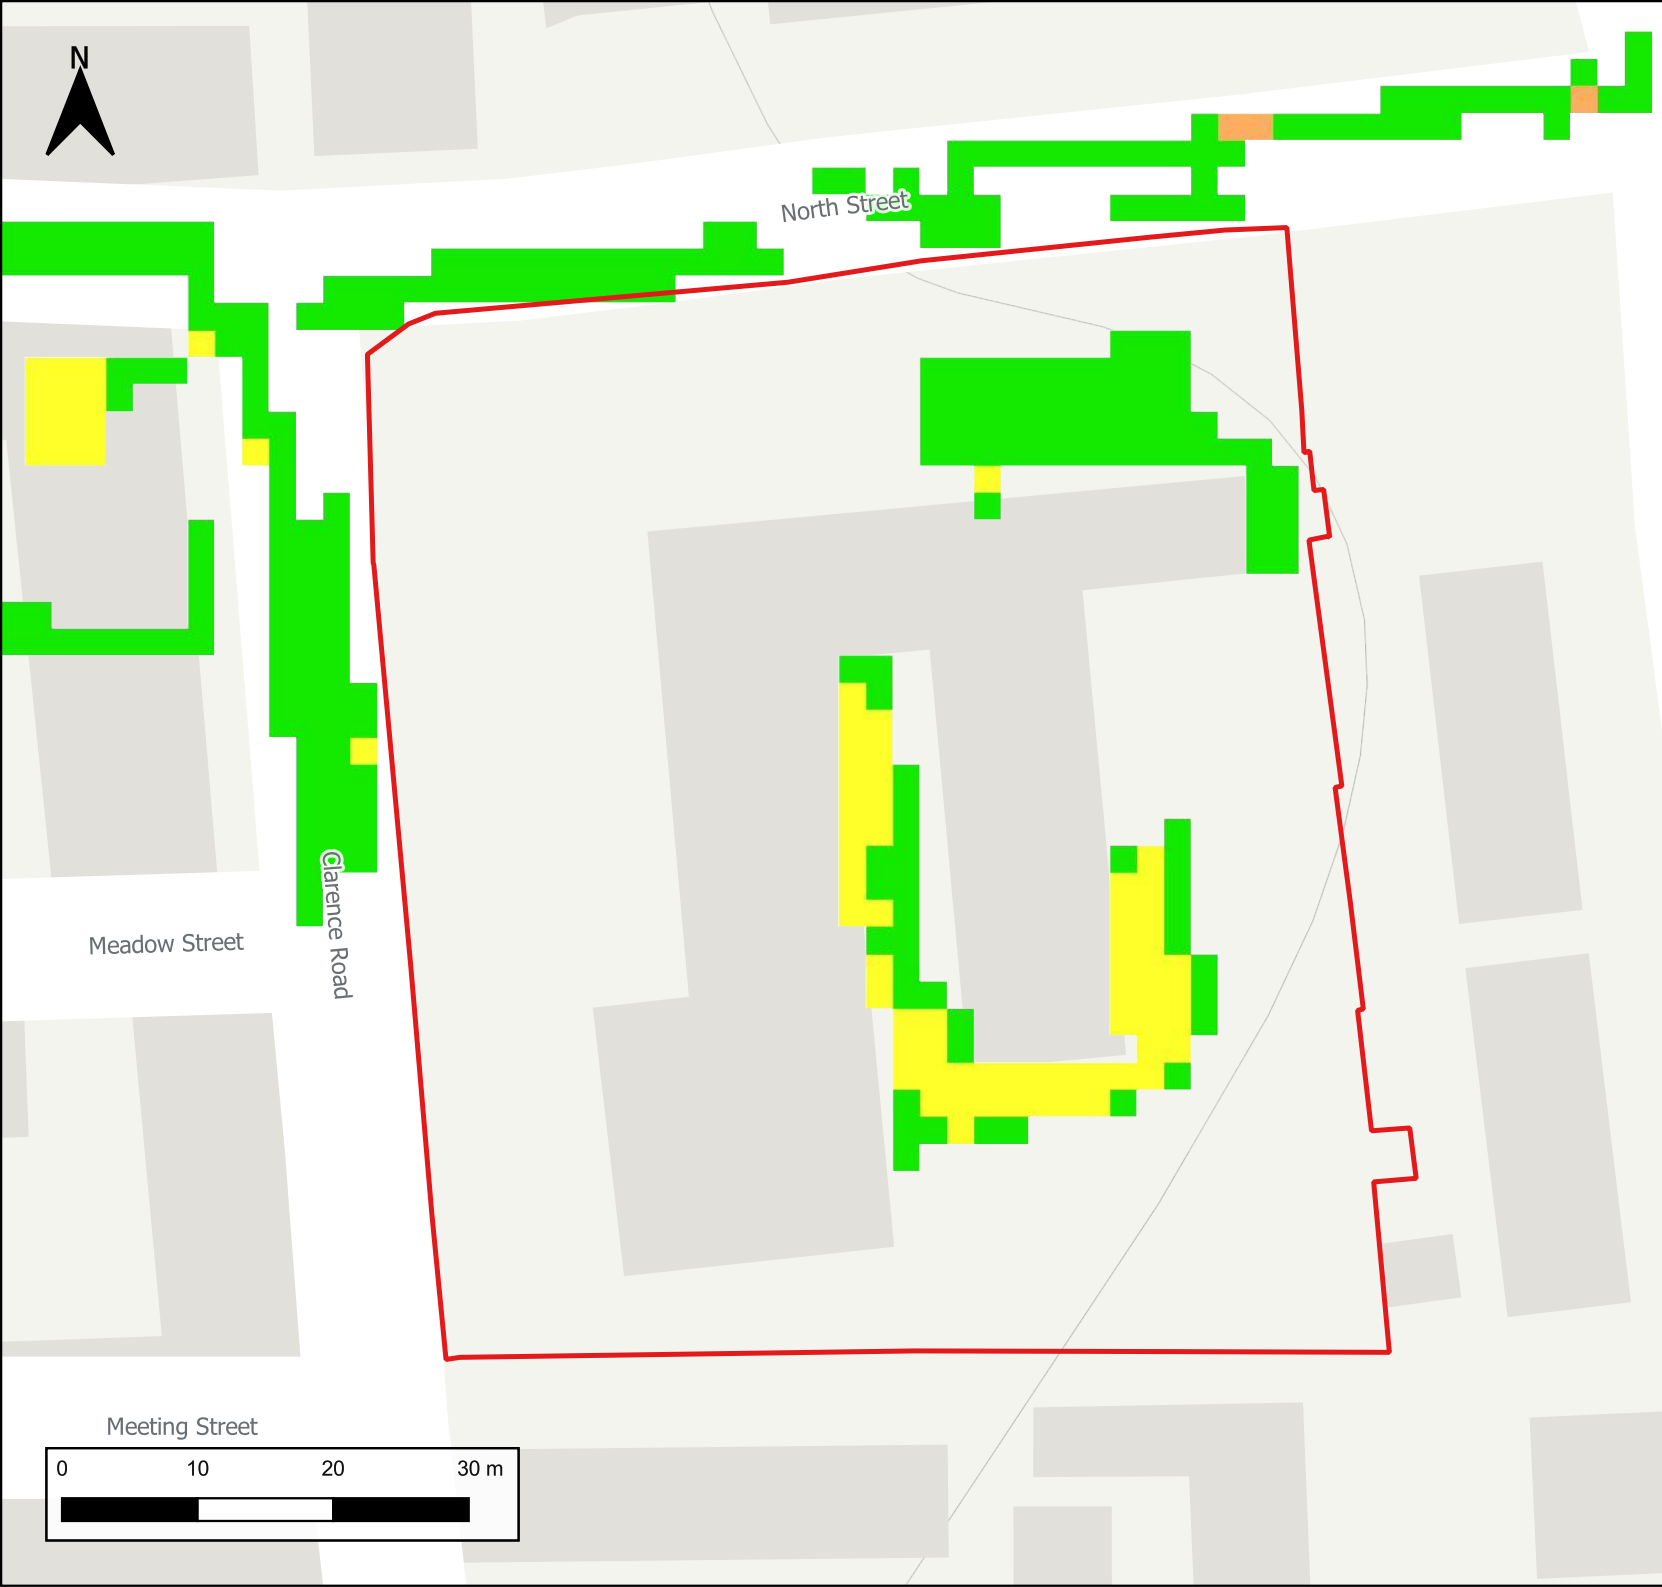 N
North Street
Clarence Road
Meadow Street
Meeting Street
0 10 20 30 m